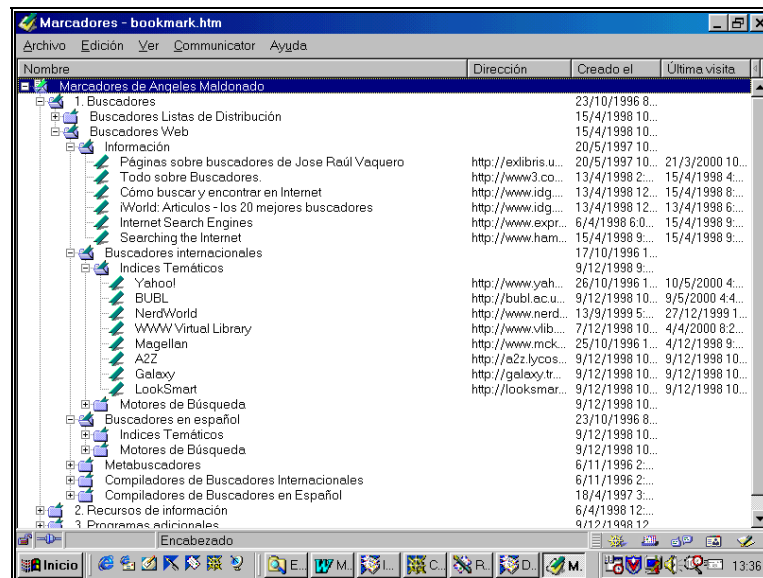 Marcadores - bookmark.htm
Archivo Edición Ver Communicator Ayuda
Nombre Dirección Creado el Última visita
Marcadores de Angeles Maldonado
1. Buscadores 23/10/1996 8...
Buscadores Listas de Distribución 15/4/1998 10...
Buscadores Web 15/4/1998 10...
Información 20/5/1997 10...
Páginas sobre buscadores de Jose Raúl Vaquero http://exlibris.u... 20/5/1997 10... 21/3/2000 10...
Todo sobre Buscadores. http://www3.co... 13/4/1998 2:... 15/4/1998 4:...
Cómo buscar y encontrar en Internet http://www.idg.... 13/4/1998 12... 15/4/1998 8:...
iWorld: Articulos - los 20 mejores buscadores http://www.idg.... 13/4/1998 12... 13/4/1998 6:...
Internet Search Engines http://www.expr... 6/4/1998 6:0... 15/4/1998 9:...
Searching the Internet http://www.ham... 15/4/1998 9:... 15/4/1998 9:...
Buscadores internacionales 17/10/1996 1...
Indices Temáticos 9/12/1998 9:...
Yahoo! http://www.yah... 26/10/1996 1... 10/5/2000 4:...
BUBL http://bubl.ac.u... 9/12/1998 10... 9/5/2000 4:4...
NerdWorld http://www.nerd... 13/9/1999 5:... 27/12/1999 1...
WWW Virtual Library http://www.vlib.... 7/12/1998 10... 4/4/2000 8:2...
Magellan http://www.mck... 25/10/1996 1... 4/12/1998 9:...
A2Z http://a2z.lycos... 9/12/1998 10... 9/12/1998 10...
Galaxy http://galaxy.tr... 9/12/1998 10... 9/12/1998 10...
LookSmart http://looksmar... 9/12/1998 10... 9/12/1998 10...
Motores de Búsqueda 9/12/1998 10...
Buscadores en español 23/10/1996 8...
Indices Temáticos 9/12/1998 10...
Motores de Búsqueda 9/12/1998 10...
Metabuscadores 6/11/1996 2:...
Compiladores de Buscadores Internacionales 6/11/1996 2:...
Compiladores de Buscadores en Español 18/4/1997 3:...
2. Recursos de información 6/4/1998 12:...
3. Programas adicionales 9/12/1998 12...
Encabezado
Inicio E... M... I... C... R... D... M. 13:36